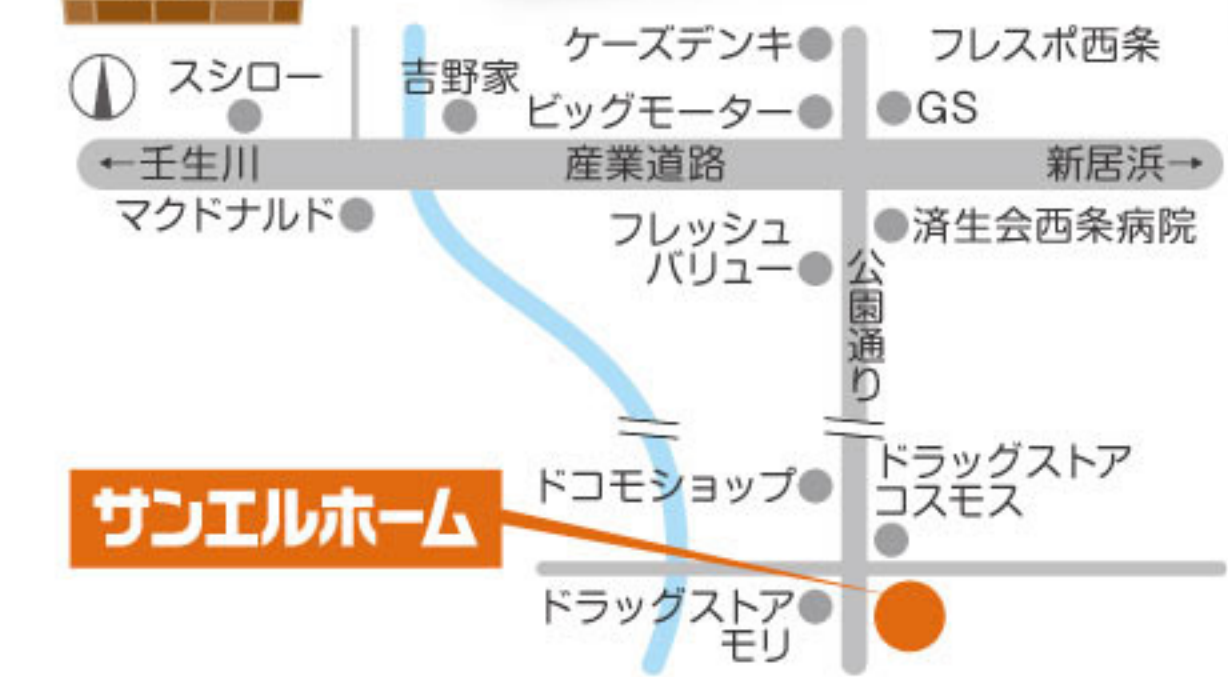 ケーズデンキ
フレスポ西条
スシロー
吉野家
ビッグモーター
GS
←壬生川
産業道路
新居浜→
マクドナルド
フレッシュ
バリュー
済生会西条病院
公園通り
ドコモショップ
ドラッグストア
コスモス
サンエルホーム
ドラッグストア
モリ